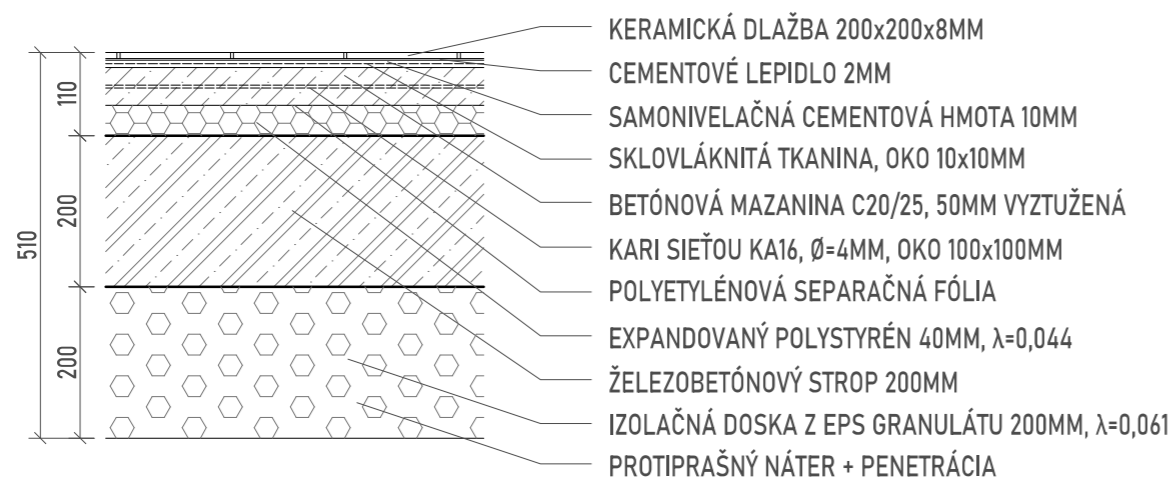 KERAMICKÁ DLAŽBA 200x200x8MM
CEMENTOVÉ LEPIDLO 2MM
SAMONIVELAČNÁ CEMENTOVÁ HMOTA 10MM
SKLOVLÁKNITÁ TKANINA, OKO 10x10MM
BETÓNOVÁ MAZANINA C20/25, 50MM VYZTUŽENÁ
KARI SIEŤOU KA16, Ø=4MM, OKO 100x100MM
POLYETYLÉNOVÁ SEPARAČNÁ FÓLIA
EXPANDOVANÝ POLYSTYRÉN 40MM, λ=0,044
ŽELEZOBETÓNOVÝ STROP 200MM
IZOLAČNÁ DOSKA Z EPS GRANULÁTU 200MM, λ=0,061
PROTIPRAŠNÝ NÁTER + PENETRÁCIA
510
110
200
200